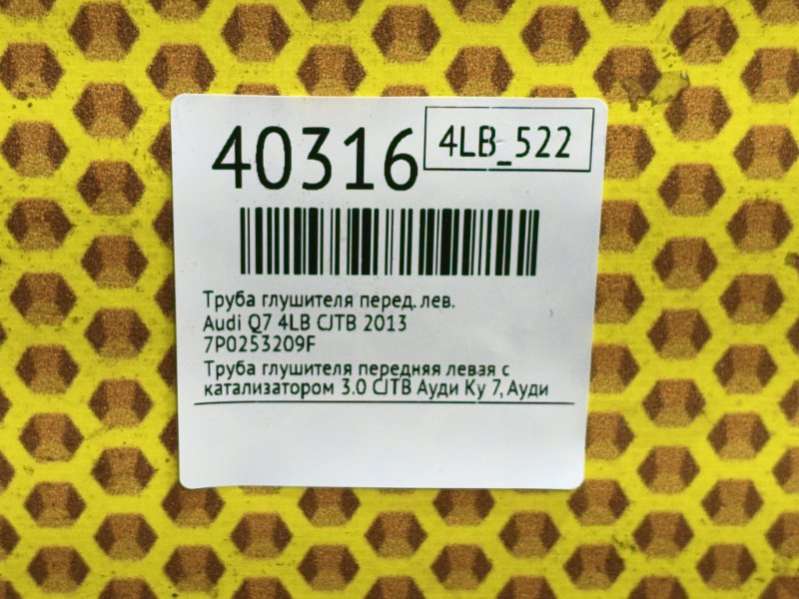 40316
4LB_522
Труба глушителя перед. лев.
Audi Q7 4LB CJTB 2013
7P0253209F
Труба глушителя передняя левая с
катализатором 3.0 CJTB Ауди Ку 7, Ауди